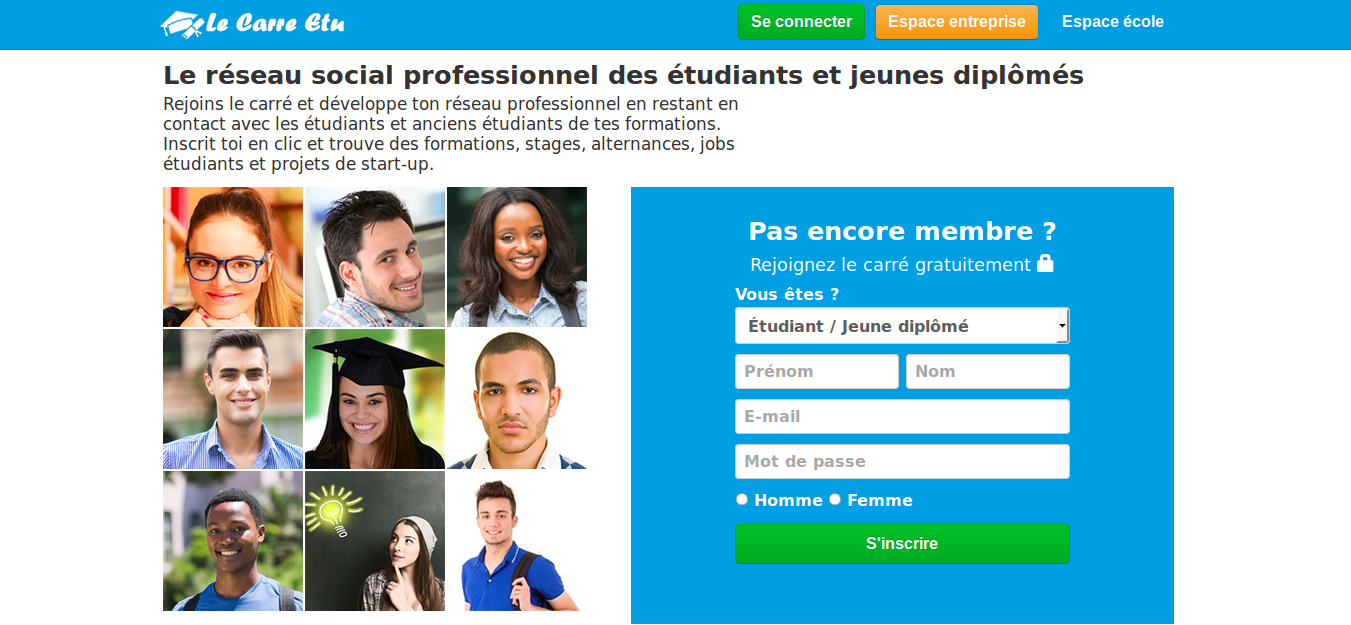 Le Carre Etu
Se connecter
Espace entreprise
Espace école
Le réseau social professionnel des étudiants et jeunes diplômés
Rejoins le carré et développe ton réseau professionnel en restant en
contact avec les étudiants et anciens étudiants de tes formations.
Inscrit toi en clic et trouve des formations, stages, alternances, jobs
étudiants et projets de start-up.
Pas encore membre ?
Rejoignez le carré gratuitement
Vous êtes ?
Étudiant / Jeune diplômé
Prénom
Nom
E-mail
Mot de passe
Homme
Femme
S'inscrire